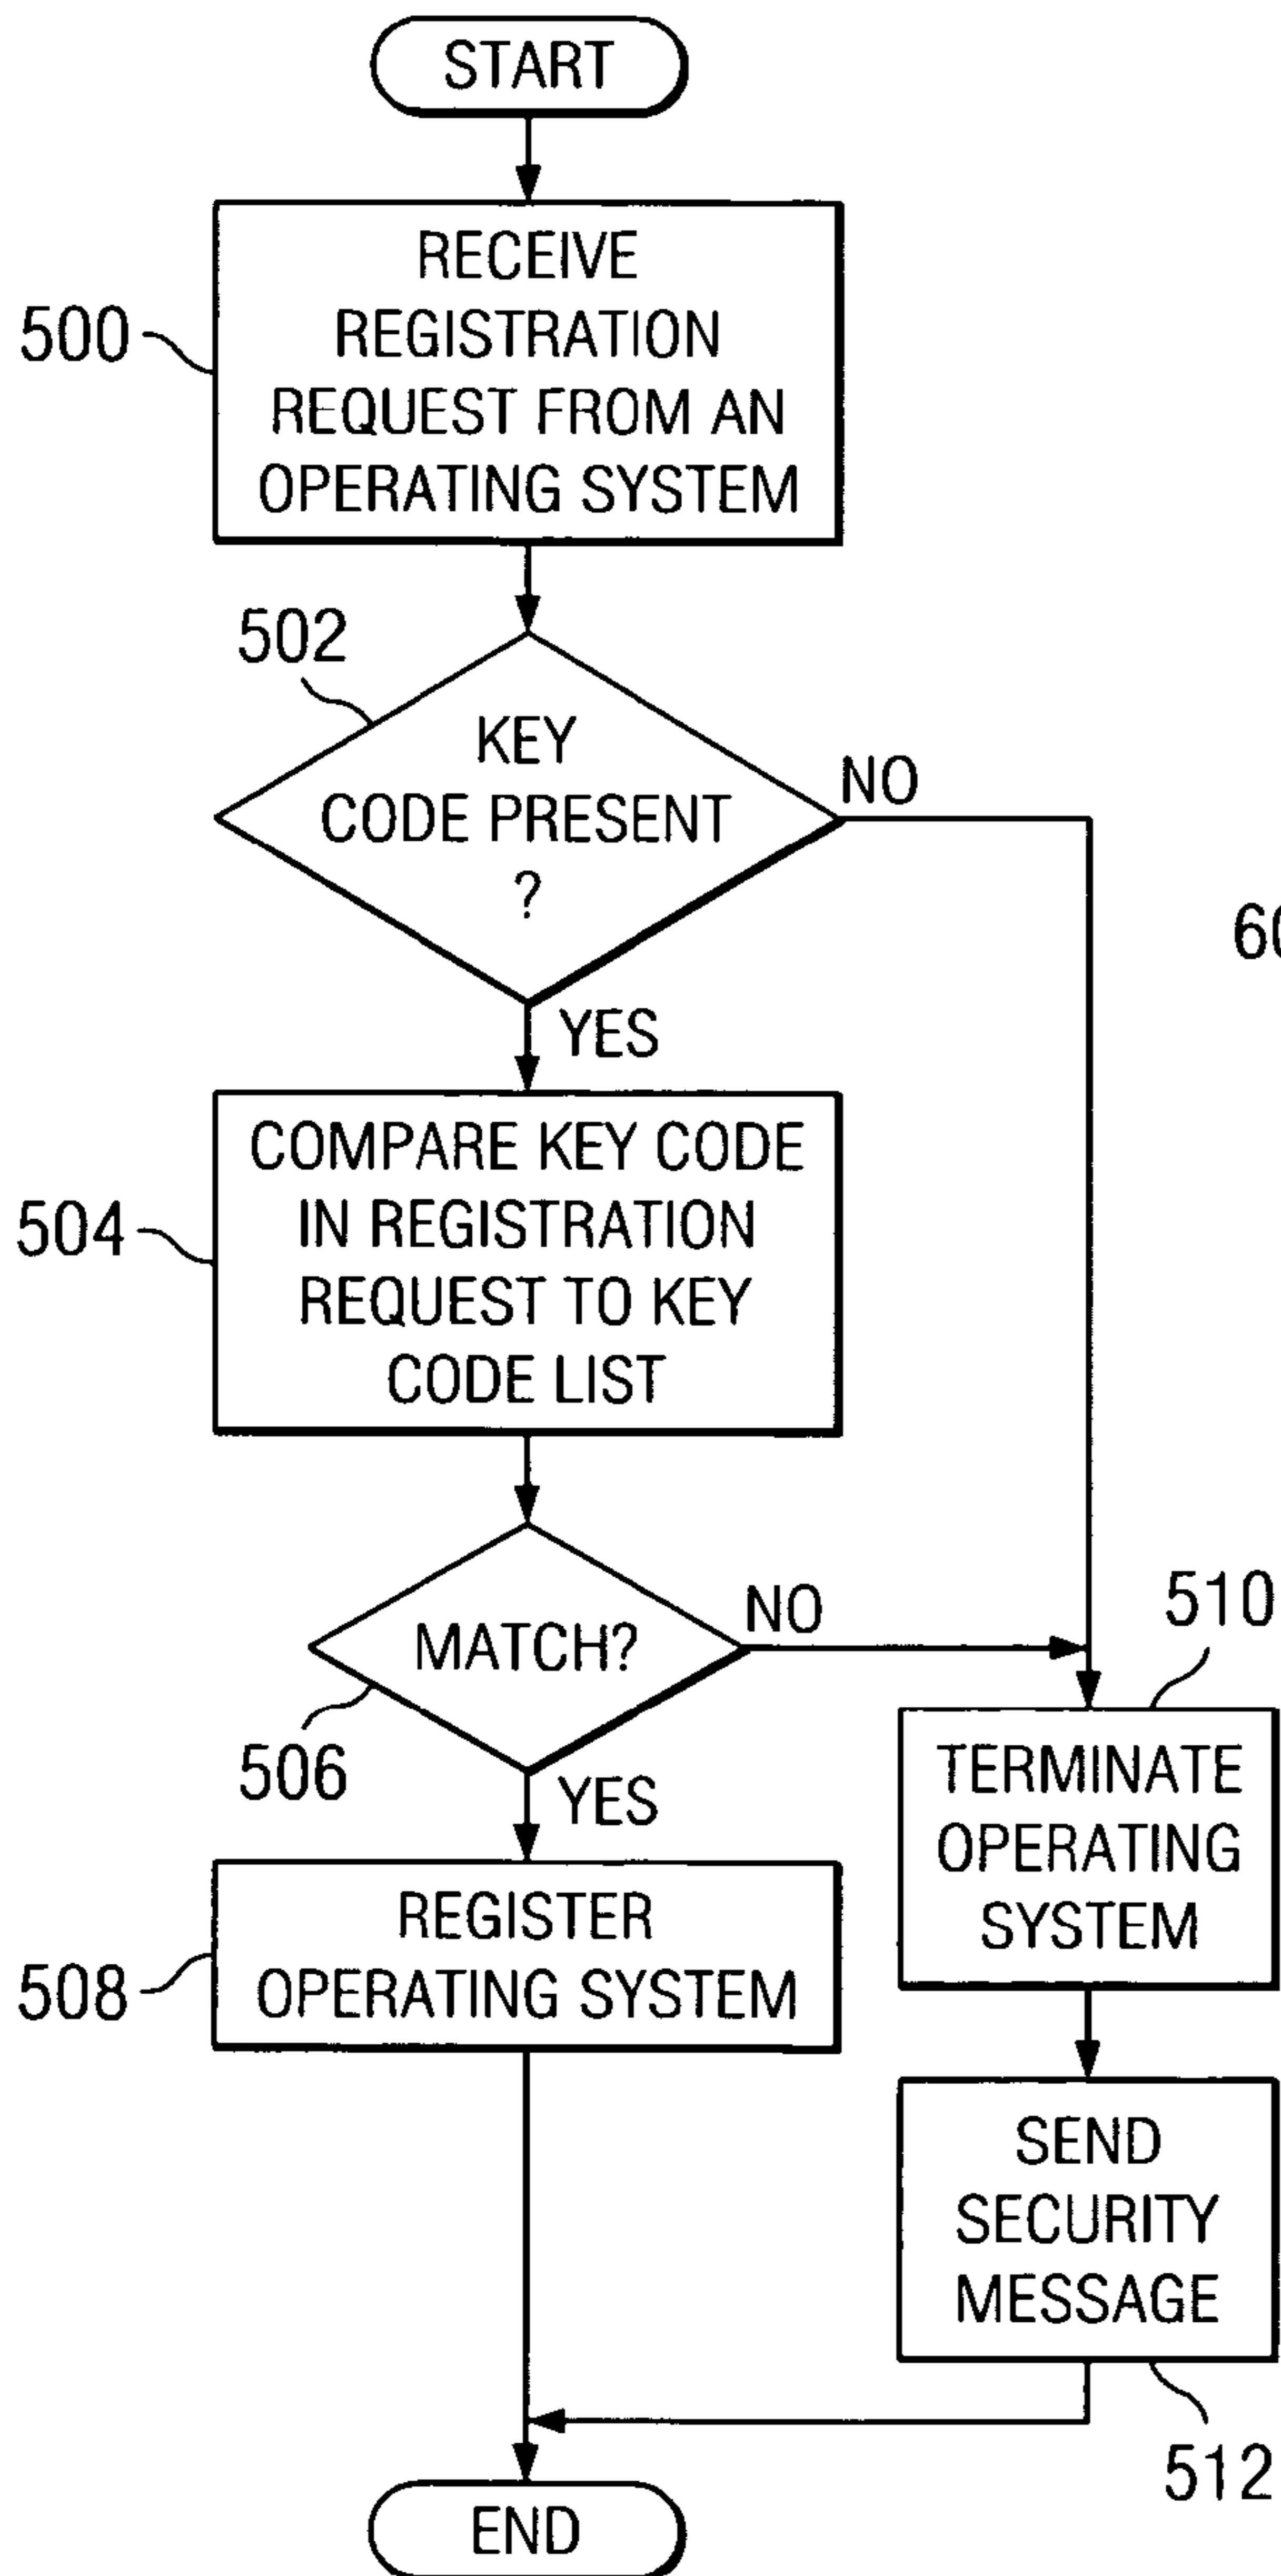 START
RECEIVE
REGISTRATION
REQUEST FROM AN
OPERATING SYSTEM
500
502
KEY
CODE PRESENT
?
NO
YES
COMPARE KEY CODE
IN REGISTRATION
REQUEST TO KEY
CODE LIST
504
MATCH?
NO
506
YES
510
TERMINATE
OPERATING
SYSTEM
REGISTER
OPERATING SYSTEM
508
SEND
SECURITY
MESSAGE
512
END